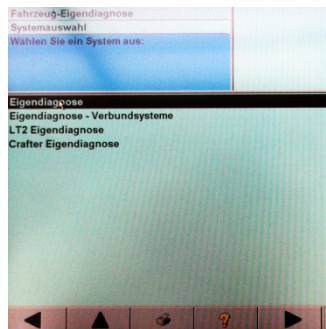 Fahrzeug-Eigendiagnose
Systemauswahl
Wählen Sie ein System aus:
Eigendiagnose
Eigendiagnose - Verbundsysteme
LT2 Eigendiagnose
Crafter Eigendiagnose
?